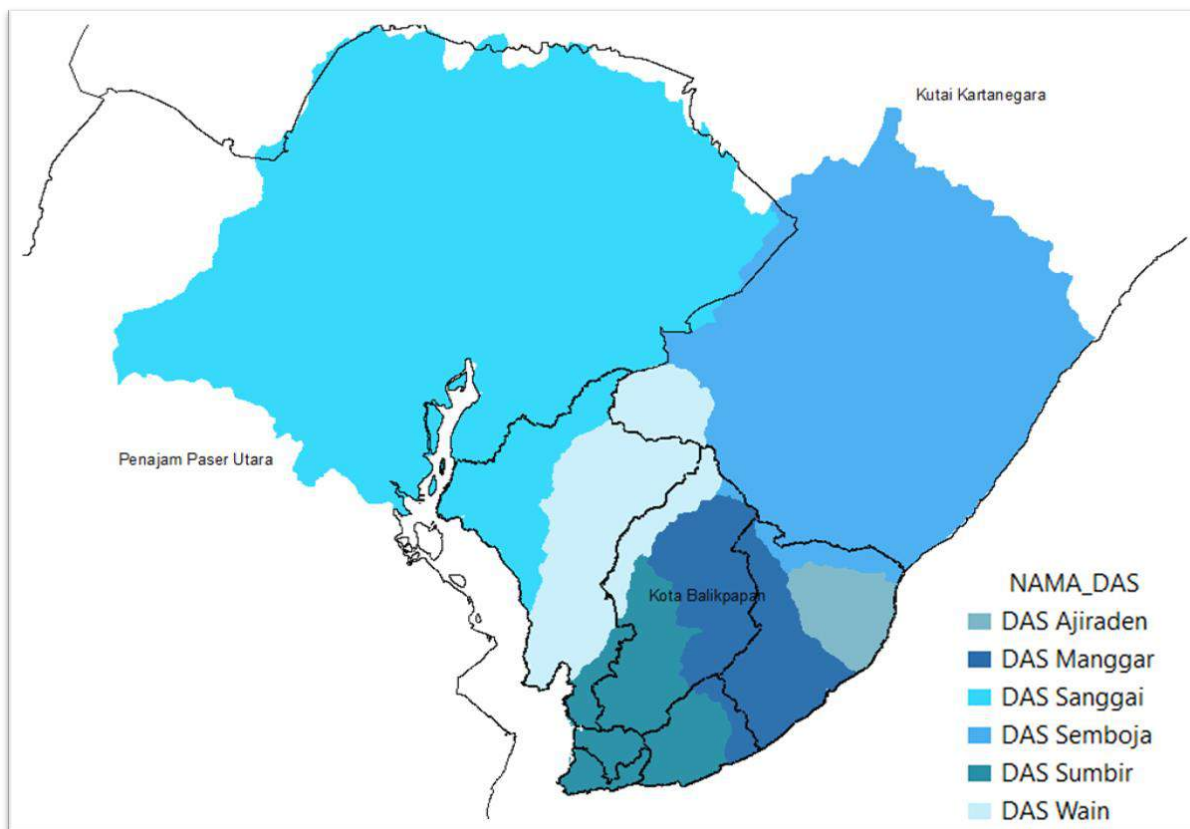 Kutai Kartanegara
Penajam Paser Utara
Kota Balikpapan
NAMA_DAS
DAS Ajiraden
DAS Manggar
DAS Sanggai
DAS Semboja
DAS Sumbir
DAS Wain